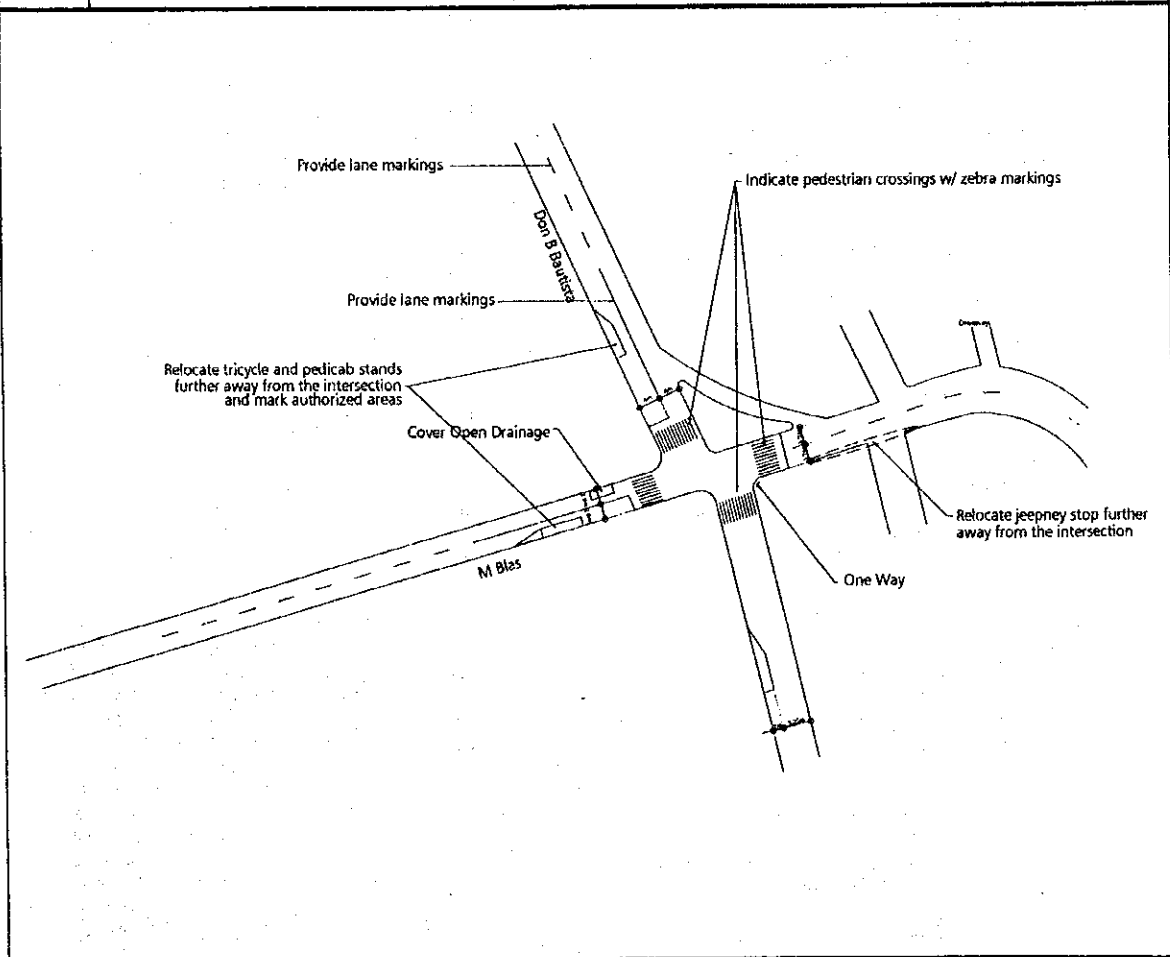 Provide lane markings
Indicate pedestrian crossings w/ zebra markings
Don B Bautista
Provide lane markings
Relocate tricycle and pedicab stands
further away from the intersection
and mark authorized areas
Cover Open Drainage
Relocate jeepney stop further
away from the intersection
M Blas
One Way